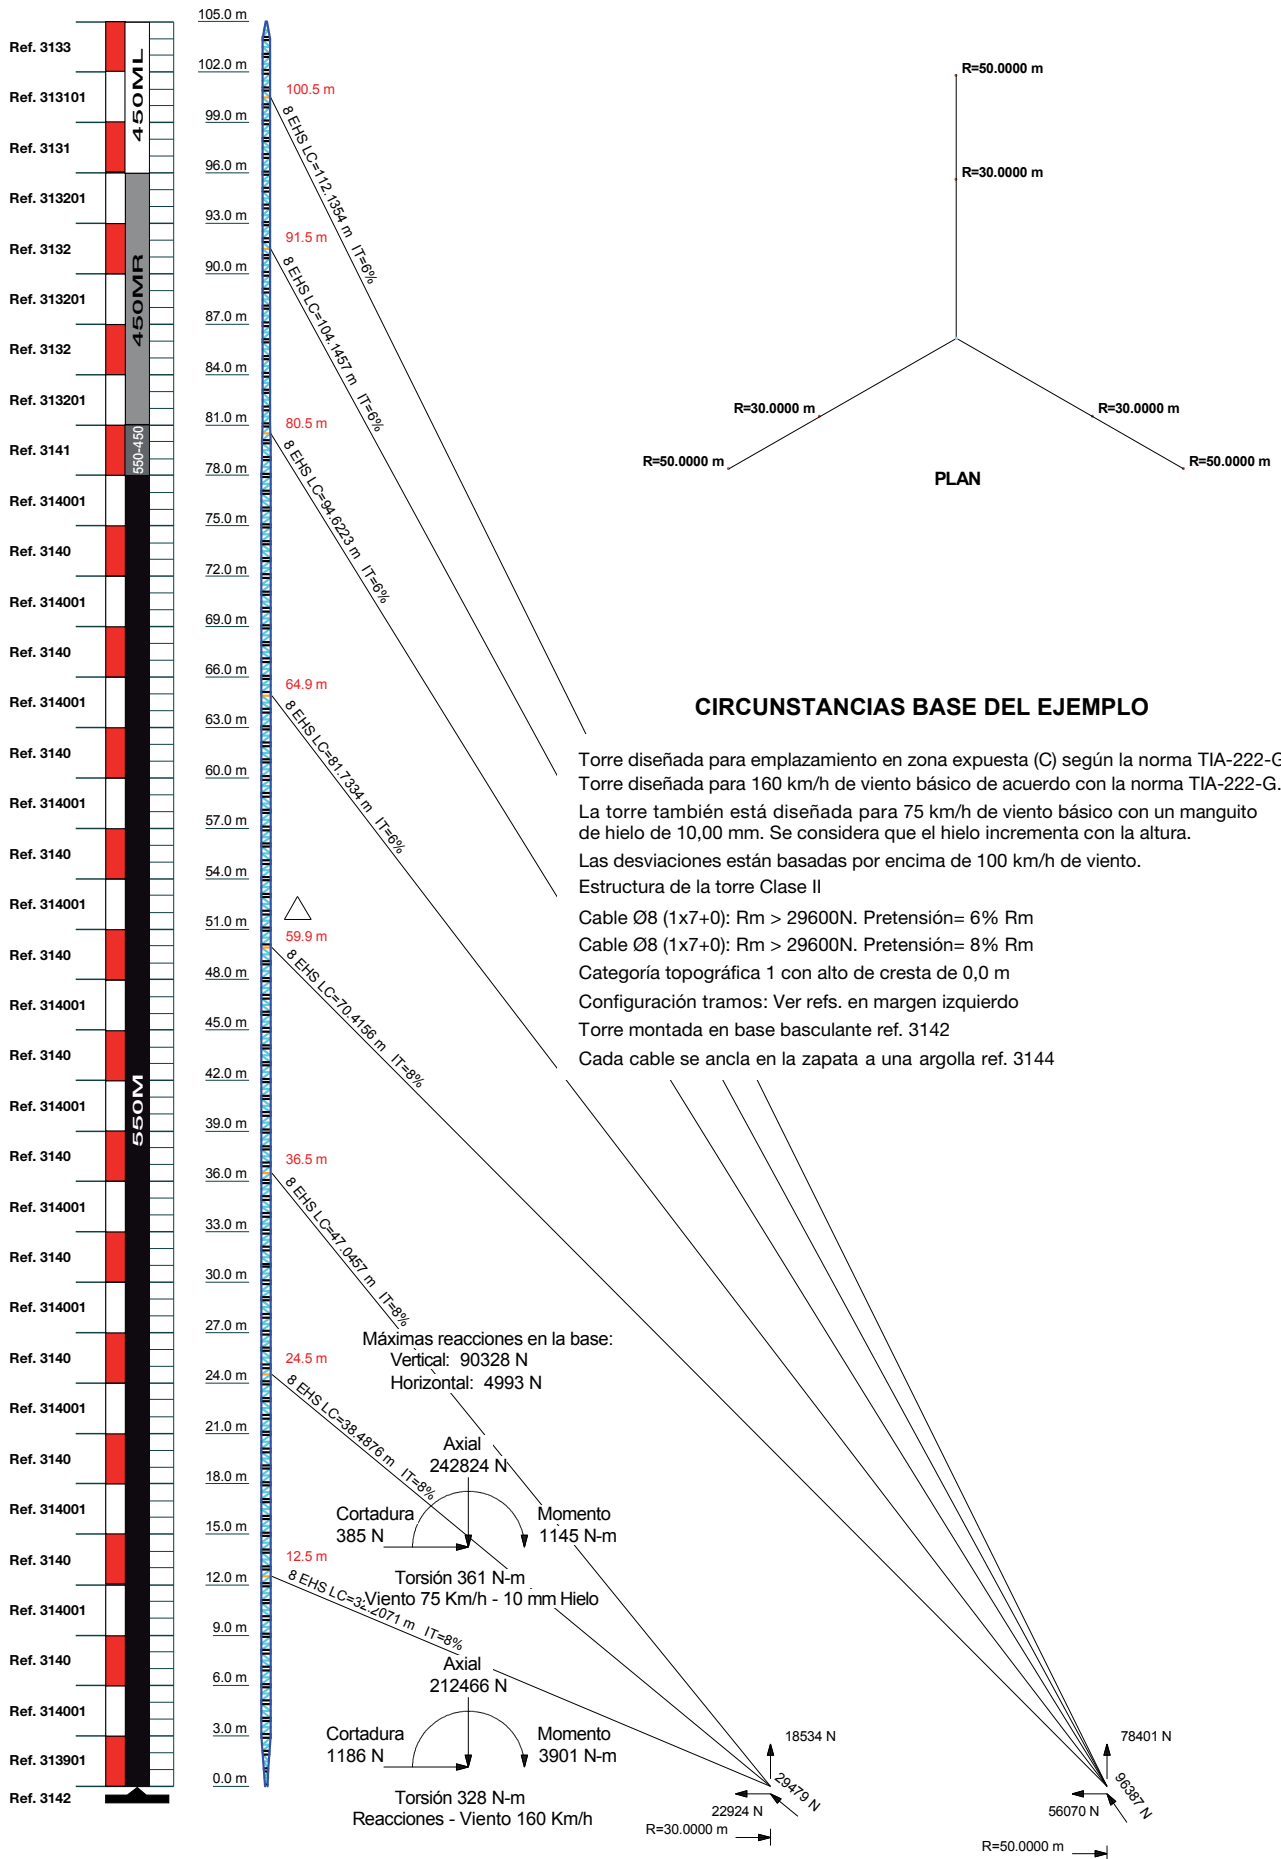 Ref. 3133
Ref. 313101
Ref. 3131
Ref. 313201
Ref. 3132
Ref. 313201
Ref. 3132
Ref. 313201
Ref. 3141
Ref. 314001
Ref. 3140
Ref. 314001
Ref. 3140
Ref. 314001
Ref. 3140
Ref. 314001
Ref. 3140
Ref. 314001
Ref. 3140
Ref. 314001
Ref. 3140
Ref. 314001
Ref. 3140
Ref. 314001
Ref. 3140
Ref. 314001
Ref. 3140
Ref. 314001
Ref. 3140
Ref. 314001
Ref. 3140
Ref. 314001
Ref. 3140
Ref. 314001
Ref. 313901
Ref. 3142
450ML
450MR
550-450
550M
105.0 m
102.0 m
99.0 m
96.0 m
93.0 m
90.0 m
87.0 m
84.0 m
81.0 m
78.0 m
75.0 m
72.0 m
69.0 m
66.0 m
63.0 m
60.0 m
57.0 m
54.0 m
51.0 m
48.0 m
45.0 m
42.0 m
39.0 m
36.0 m
33.0 m
30.0 m
27.0 m
24.0 m
21.0 m
18.0 m
15.0 m
12.0 m
9.0 m
6.0 m
3.0 m
0.0 m
100.5 m
8 EHS LC=112.1354 m IT=6%
91.5 m
8 EHS LC=104.1457 m IT=6%
80.5 m
8 EHS LC=94.6223 m IT=6%
64.9 m
8 EHS LC=81.7334 m IT=6%
59.9 m
8 EHS LC=70.4156 m IT=8%
36.5 m
8 EHS LC=47.0457 m IT=8%
24.5 m
8 EHS LC=38.4876 m IT=8%
12.5 m
8 EHS LC=32.2071 m IT=8%
R=50.0000 m
R=30.0000 m
R=30.0000 m
R=30.0000 m
R=50.0000 m
R=50.0000 m
PLAN
CIRCUNSTANCIAS BASE DEL EJEMPLO
Torre diseñada para emplazamiento en zona expuesta (C) según la norma TIA-222-G
Torre diseñada para 160 km/h de viento básico de acuerdo con la norma TIA-222-G.
La torre también está diseñada para 75 km/h de viento básico con un manguito
de hielo de 10,00 mm. Se considera que el hielo incrementa con la altura.
Las desviaciones están basadas por encima de 100 km/h de viento.
Estructura de la torre Clase II
Cable Ø8 (1x7+0): Rm > 29600N. Pretensión= 6% Rm
Cable Ø8 (1x7+0): Rm > 29600N. Pretensión= 8% Rm
Categoría topográfica 1 con alto de cresta de 0,0 m
Configuración tramos: Ver refs. en margen izquierdo
Torre montada en base basculante ref. 3142
Cada cable se ancla en la zapata a una argolla ref. 3144
Máximas reacciones en la base:
Vertical: 90328 N
Horizontal: 4993 N
Axial
242824 N
Cortadura
385 N
Momento
1145 N-m
Torsión 361 N-m
Viento 75 Km/h - 10 mm Hielo
Axial
212466 N
Cortadura
1186 N
Momento
3901 N-m
Torsión 328 N-m
Reacciones - Viento 160 Km/h
18534 N
29479 N
22924 N
R=30.0000 m
78401 N
96387 N
56070 N
R=50.0000 m